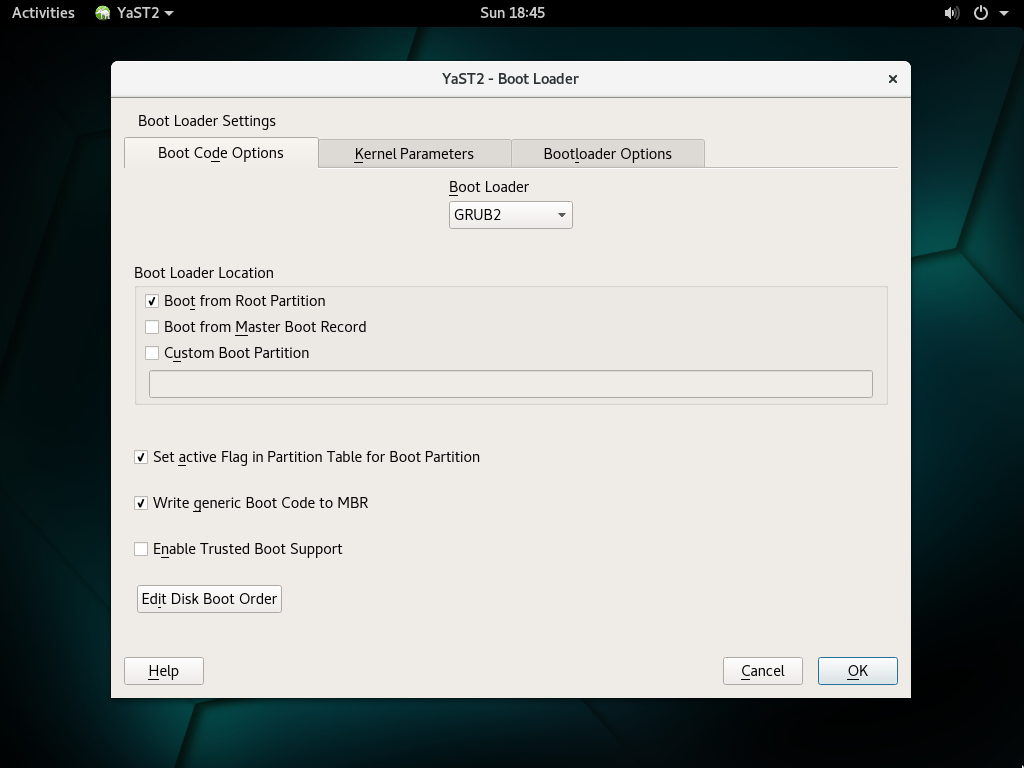 Activities YaST2 Sun 18:45
YaST2 - Boot Loader
Boot Loader Settings
Boot Code Options Kernel Parameters Bootloader Options
Boot Loader
GRUB2
Boot Loader Location
Boot from Root Partition
Boot from Master Boot Record
Custom Boot Partition
Set active Flag in Partition Table for Boot Partition
Write generic Boot Code to MBR
Enable Trusted Boot Support
Edit Disk Boot Order
Help Cancel OK